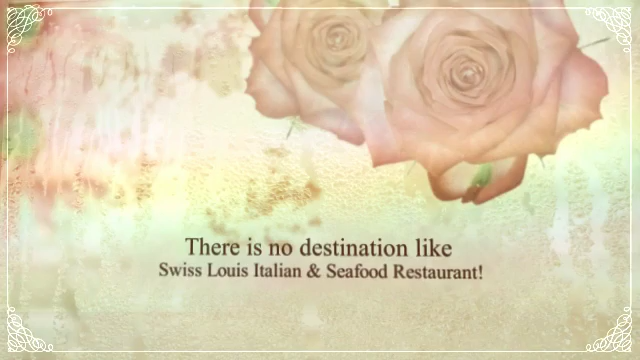 There is no destination like
Swiss Louis Italian & Seafood Restaurant!